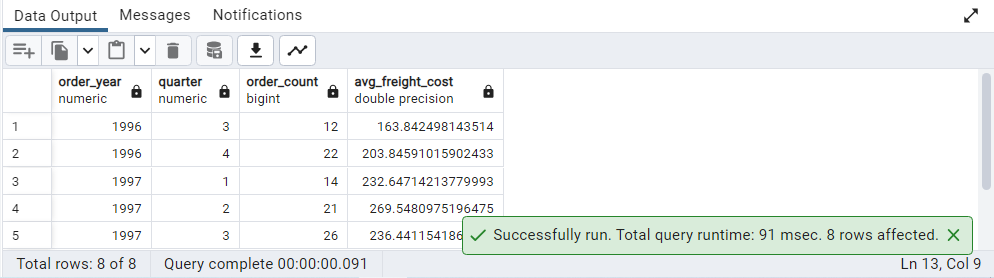 Data Output Messages Notifications
order_year quarter order_count avg_freight_cost
numeric numeric bigint double precision
1 1996 3 12 163.842498143514
2 1996 4 22 203.84591015902433
3 1997 1 14 232.64714213779993
4 1997 2 21 269.5480975196475
5 1997 3 26 236.441154186
Successfully run. Total query runtime: 91 msec. 8 rows affected.
Total rows: 8 of 8 Query complete 00:00:00.091 Ln 13, Col 9